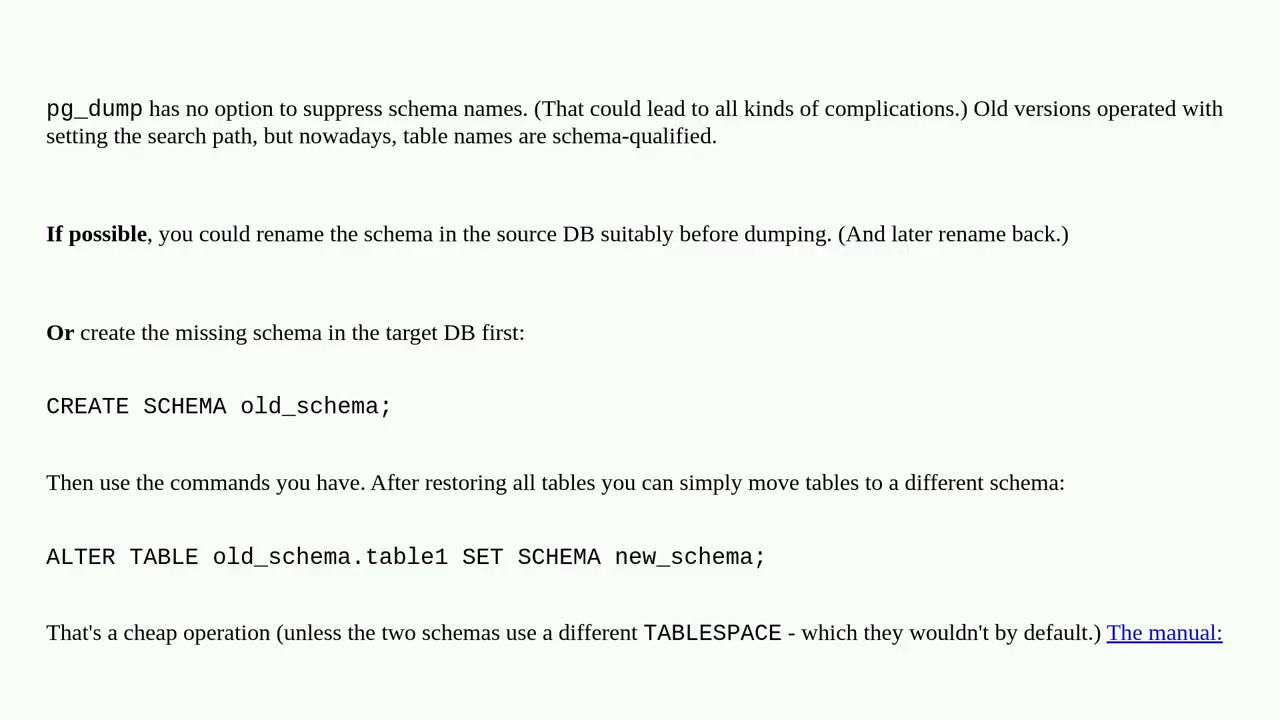 pg_dump has no option to suppress schema names. (That could lead to all kinds of complications.) Old versions operated with
setting the search path, but nowadays, table names are schema-qualified.
If possible, you could rename the schema in the source DB suitably before dumping. (And later rename back.)
Or create the missing schema in the target DB first:
CREATE SCHEMA old_schema;
Then use the commands you have. After restoring all tables you can simply move tables to a different schema:
ALTER TABLE old_schema.table1 SET SCHEMA new_schema;
That's a cheap operation (unless the two schemas use a different TABLESPACE - which they wouldn't by default.) The manual: